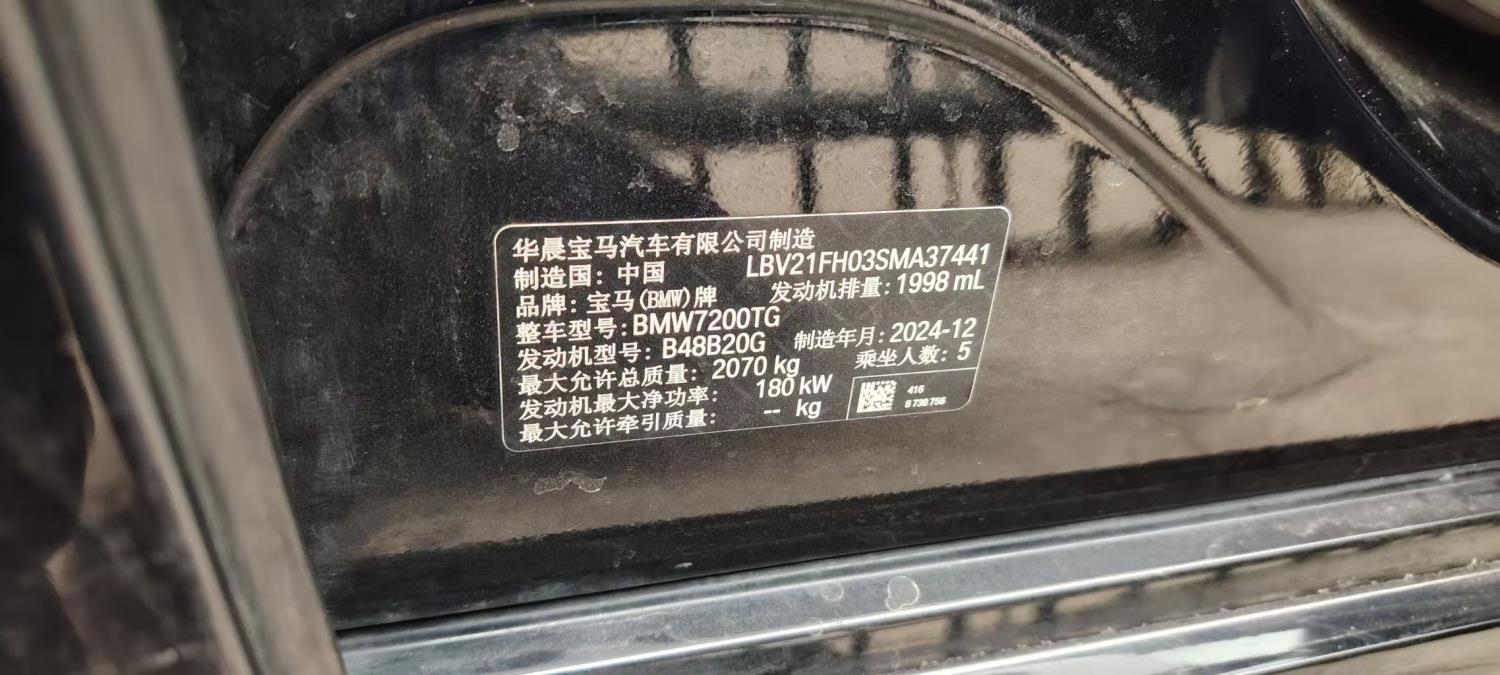 华晨宝马汽车有限公司制造
制造国：中国 LBV21FH03SMA37441
品牌：宝马(BMW)牌 发动机排量：1998 mL
整车型号：BMW7200TG
发动机型号：B48B20G 制造年月：2024-12
最大允许总质量：2070 kg 乘坐人数：5
发动机最大净功率：180 kW
最大允许牵引质量：-- kg
416
8 738 756